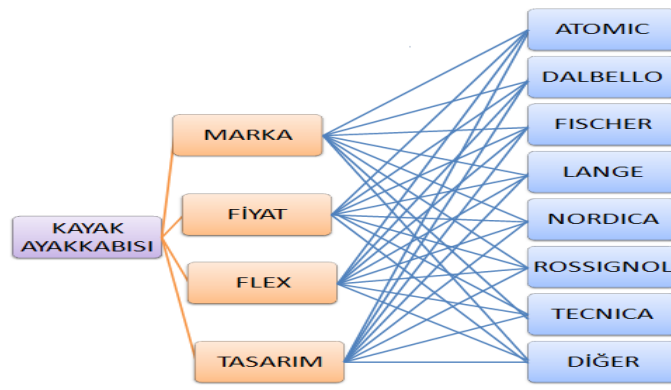 KAYAK
AYAKKABISI
MARKA
FİYAT
FLEX
TASARIM
ATOMIC
DALBELLO
FISCHER
LANGE
NORDICA
ROSSIGNOL
TECNICA
DİĞER